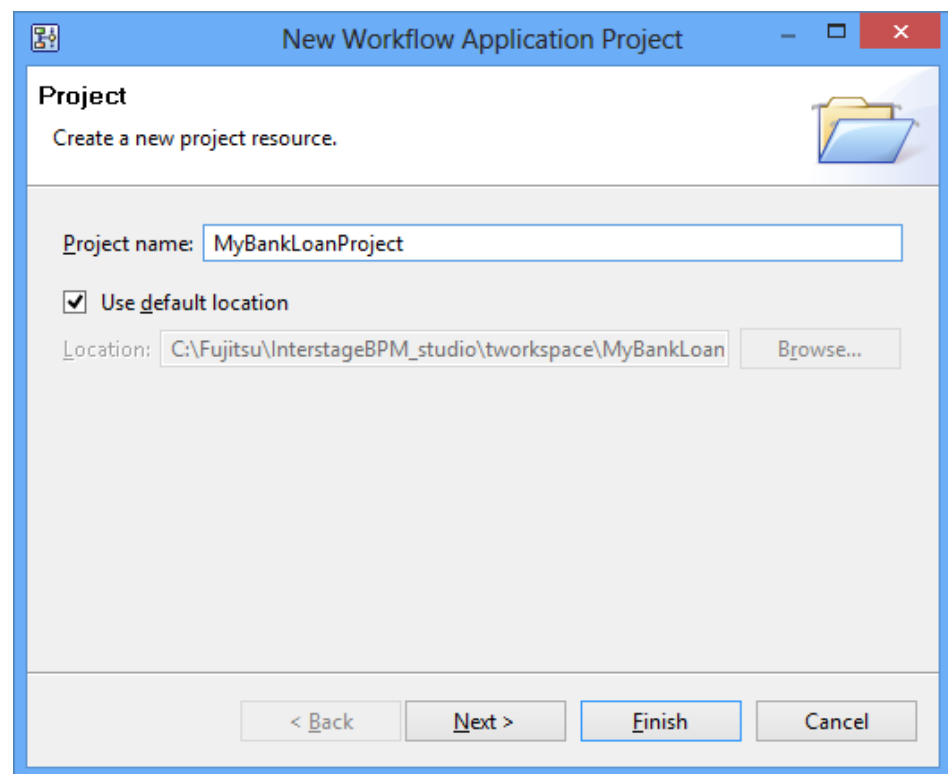 New Workflow Application Project
Project
Create a new project resource.
Project name: MyBankLoanProject
Use default location
Location: C:\Fujitsu\InterstageBPM_studio\tworkspace\MyBankLoan Browse...
< Back Next > Finish Cancel